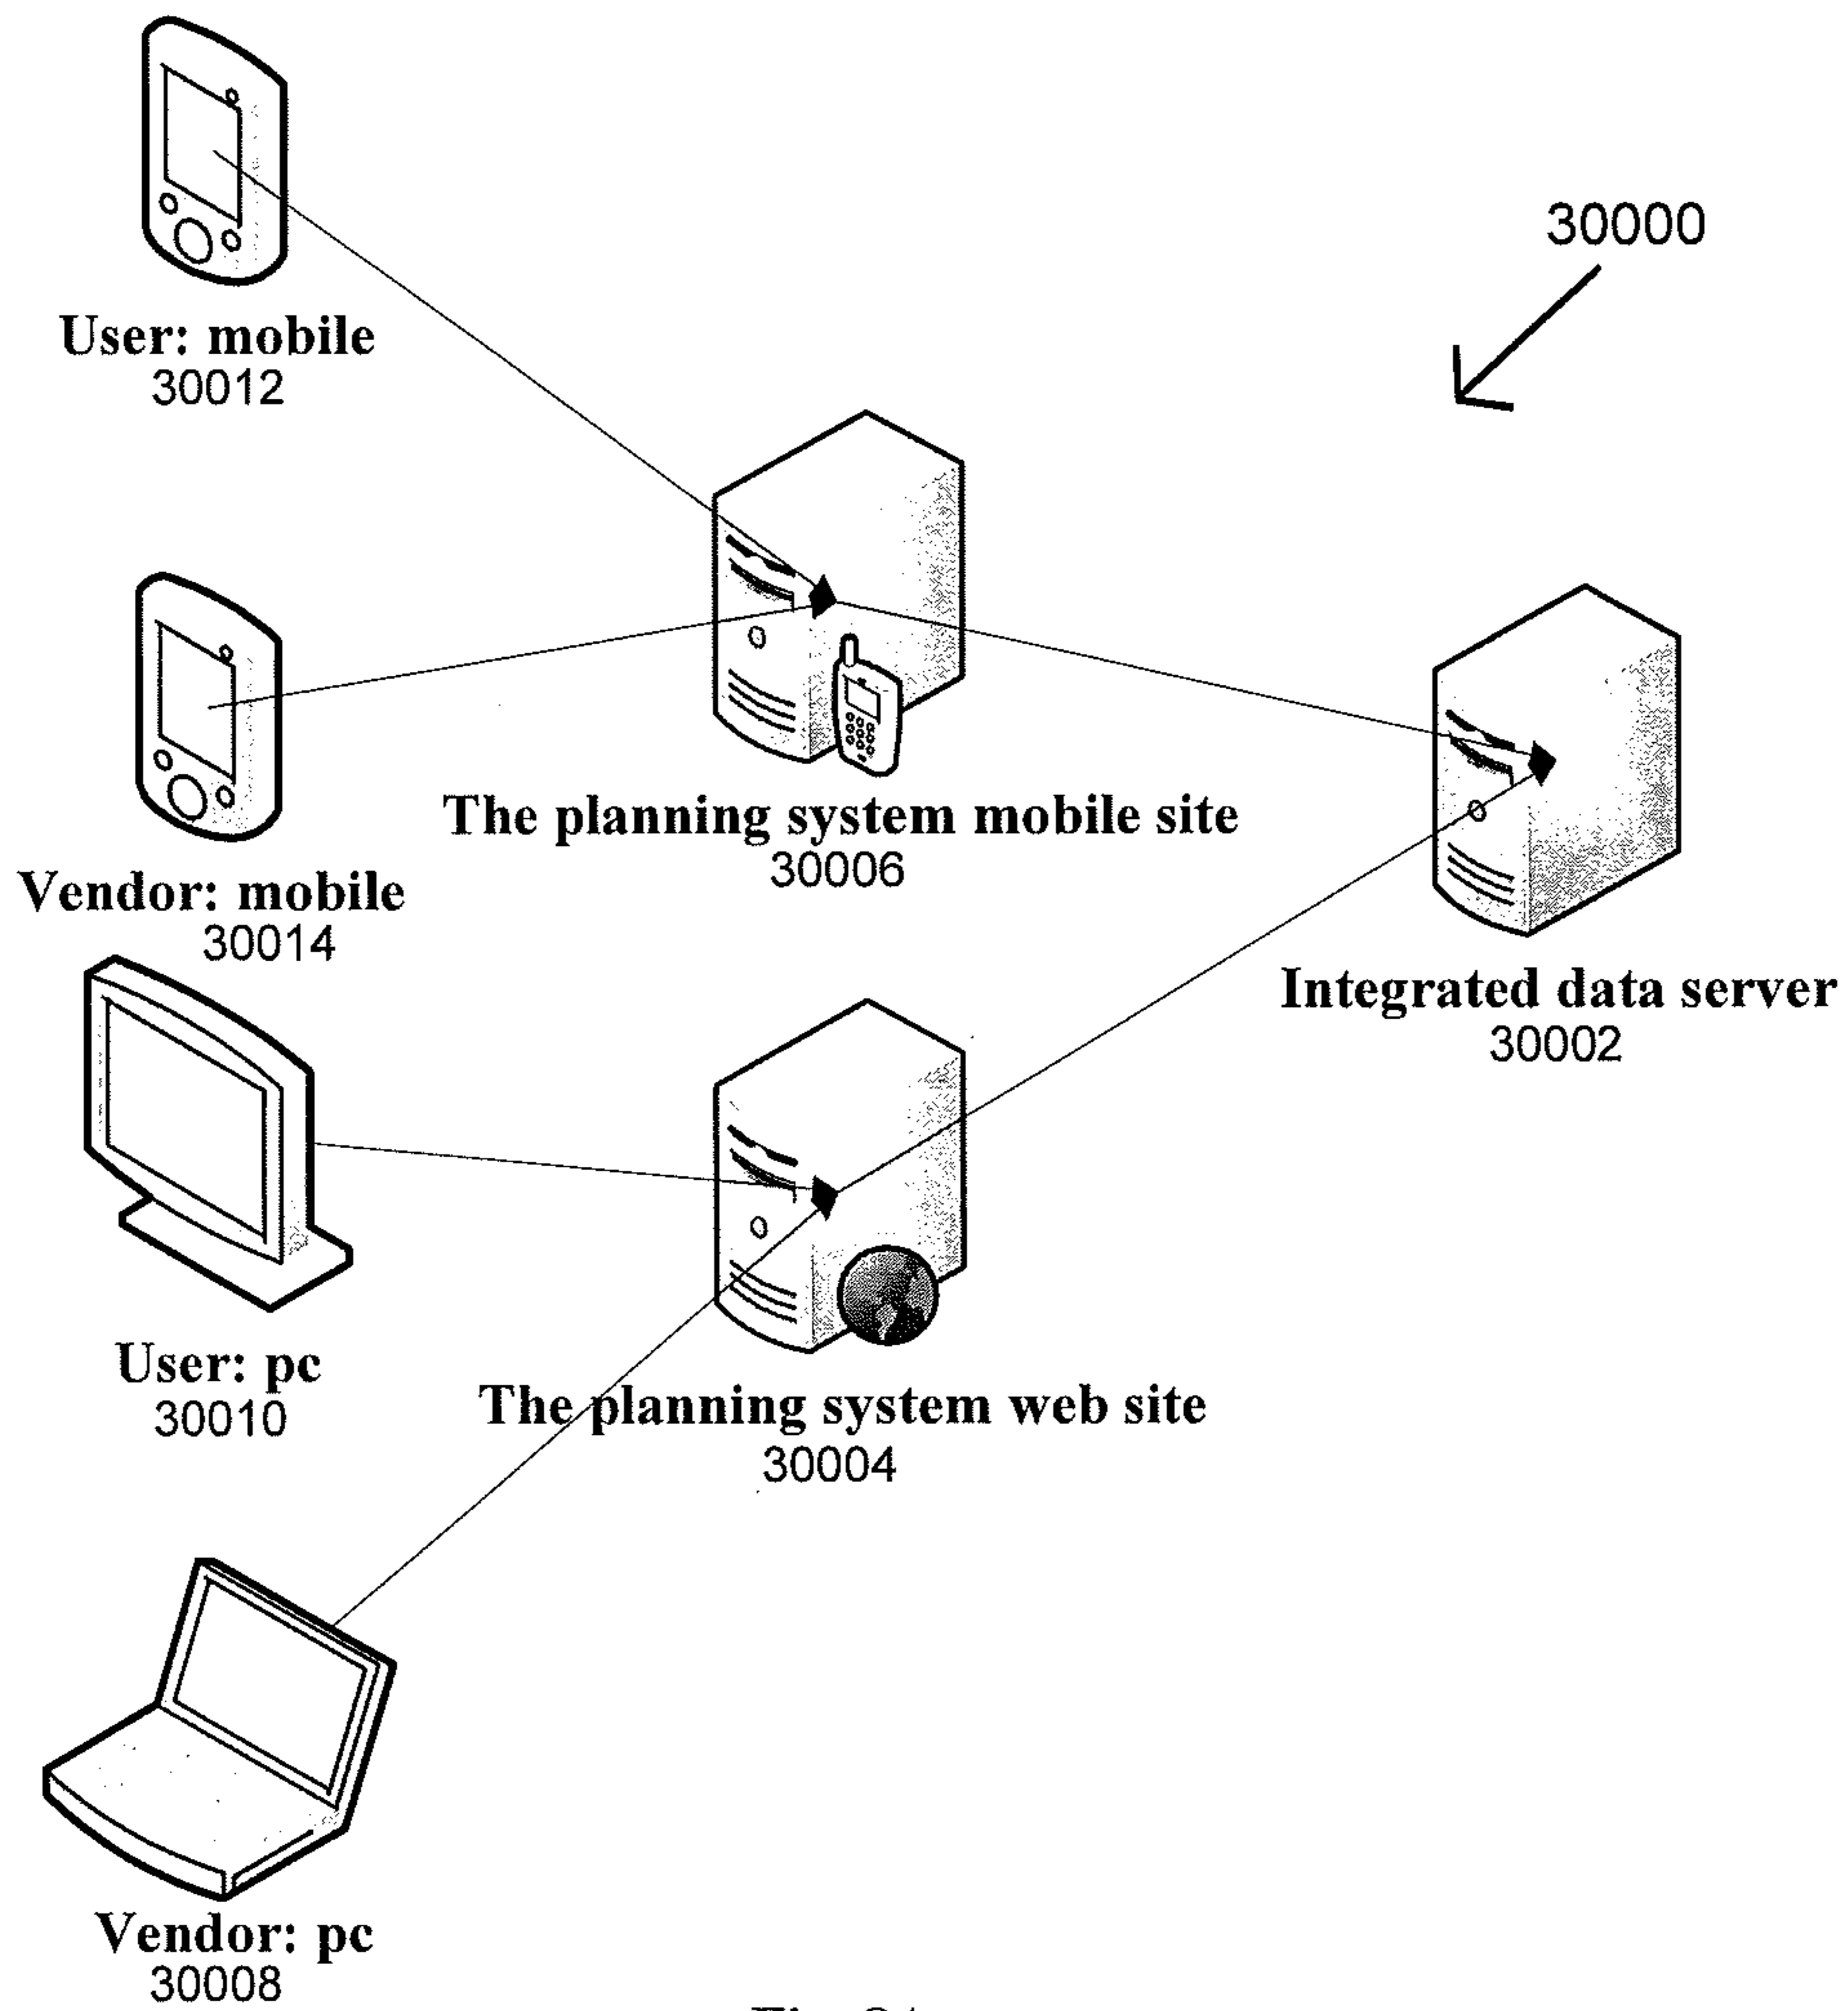 30000
User: mobile
30012
The planning system mobile site
30006
Vendor: mobile
30014
Integrated data server
30002
User: pc
30010
The planning system web site
30004
Vendor: pc
30008